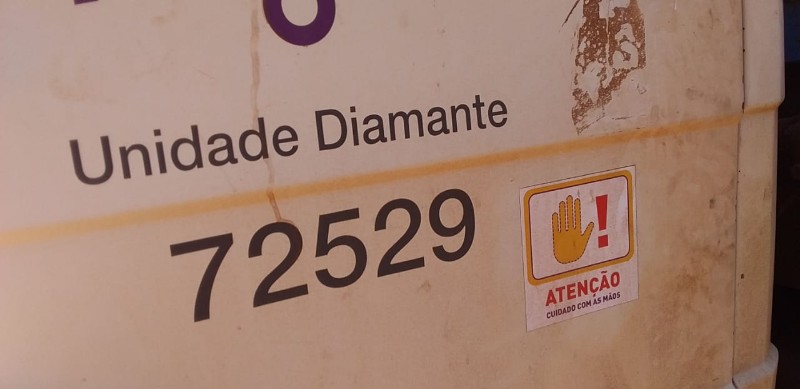 Unidade Diamante
72529
!
ATENÇÃO
CUIDADO COM AS MÃOS